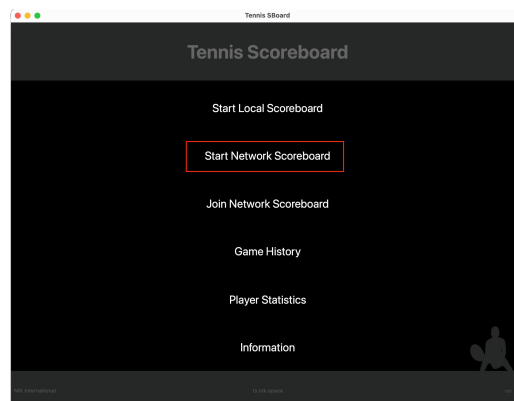 Tennis SBoard
Tennis Scoreboard
Start Local Scoreboard
Start Network Scoreboard
Join Network Scoreboard
Game History
Player Statistics
Information